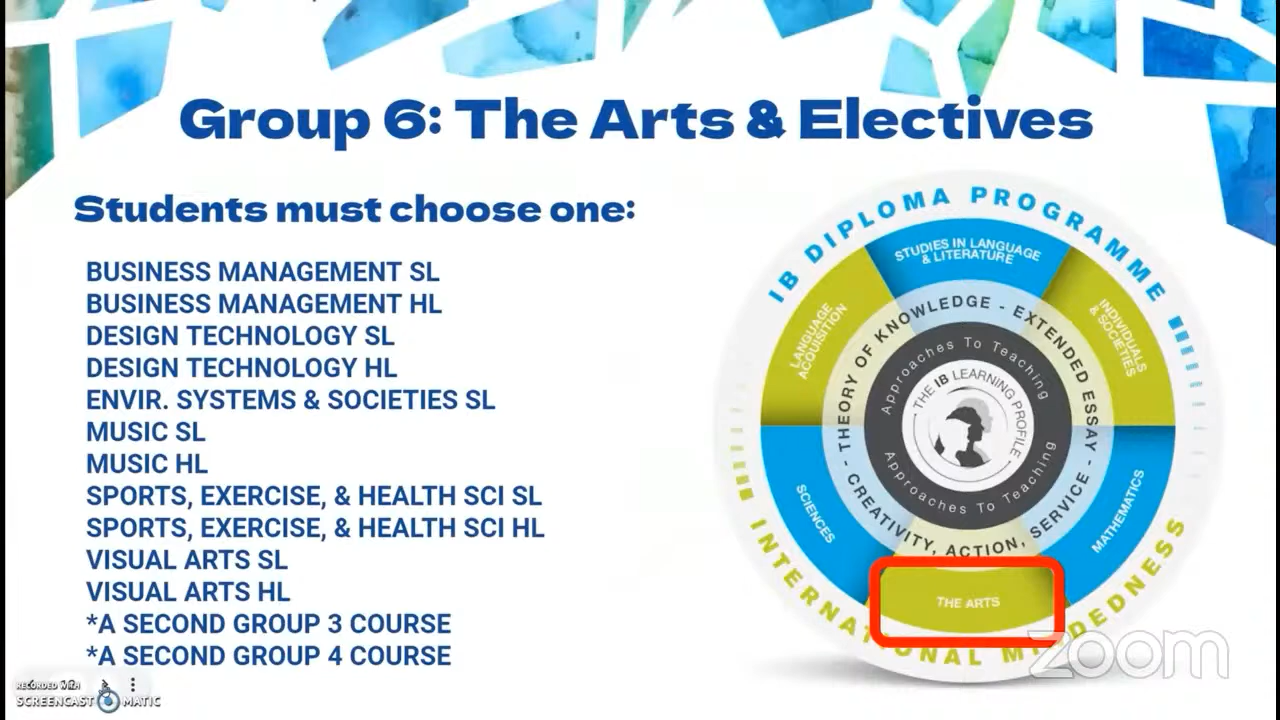 Group 6: The Arts & Electives
Students must choose one:
BUSINESS MANAGEMENT SL
BUSINESS MANAGEMENT HL
DESIGN TECHNOLOGY SL
DESIGN TECHNOLOGY HL
ENVIR. SYSTEMS & SOCIETIES SL
MUSIC SL
MUSIC HL
SPORTS, EXERCISE, & HEALTH SCI SL
SPORTS, EXERCISE, & HEALTH SCI HL
VISUAL ARTS SL
VISUAL ARTS HL
*A SECOND GROUP 3 COURSE
*A SECOND GROUP 4 COURSE
IB DIPLOMA PROGRAMME
STUDIES IN LANGUAGE
& LITERATURE
LANGUAGE
ACQUISITION
INDIVIDUALS
& SOCIETIES
- THEORY OF KNOWLEDGE - EXTENDED ESSAY
Approaches To Teaching
THE IB LEARNING PROFILE
Approaches To Teaching
- CREATIVITY, ACTION, SERVICE -
SCIENCES
MATHEMATICS
THE ARTS
INTERNATIONAL MINDEDNESS
zoom
RECORDED WITH
SCREENCAST MATIC